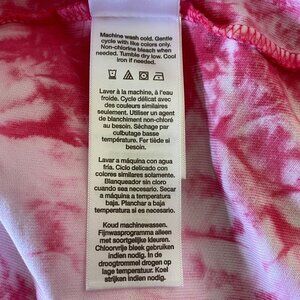 Machine wash cold. Gentle
cycle with like colors only.
Non-chlorine bleach when
needed. Tumble dry low. Cool
iron if needed.
Laver à la machine, à l'eau
froide. Cycle délicat avec
des couleurs similaires
seulement. Utiliser un agent
de blanchiment non-chloré
au besoin. Séchage par
culbutage basse
température. Fer tiède si
besoin.
Lavar a máquina con agua
fria. Ciclo delicado con
colores similares solamente.
Blanqueador sin cloro
cuando sea necesario. Secar
a máquina a temperatura
baja. Planchar a baja
temperatura si es necesario.
Koud machinewassen.
Fijnwasprogramma alleen
met soortgelijke kleuren.
Chloorvrije bleek gebruiken
indien nodig. In de
droogtrommel drogen op
lage temperatuur. Koel
indien nodig.